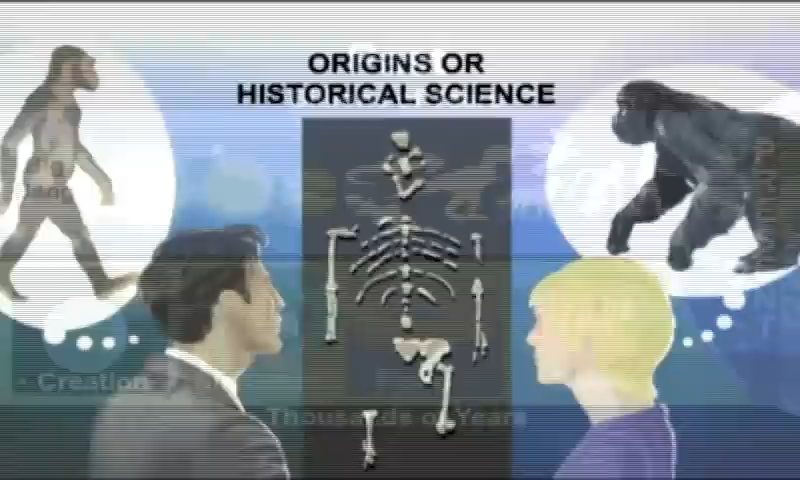 ORIGINS OR
HISTORICAL SCIENCE
Creation
Thousands of Years